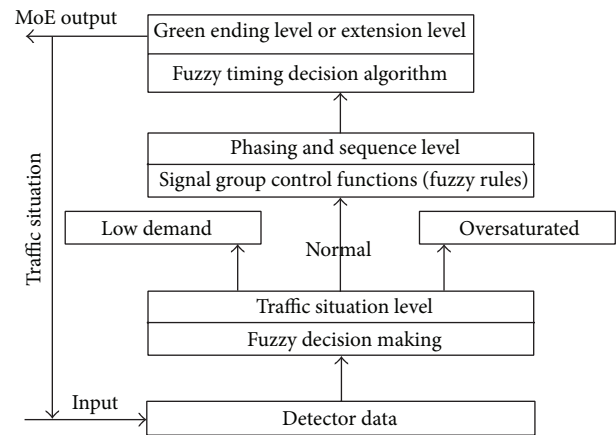 MoE output
Green ending level or extension level
Fuzzy timing decision algorithm
Phasing and sequence level
Signal group control functions (fuzzy rules)
Traffic situation
Low demand
Normal
Oversaturated
Traffic situation level
Fuzzy decision making
Input
Detector data